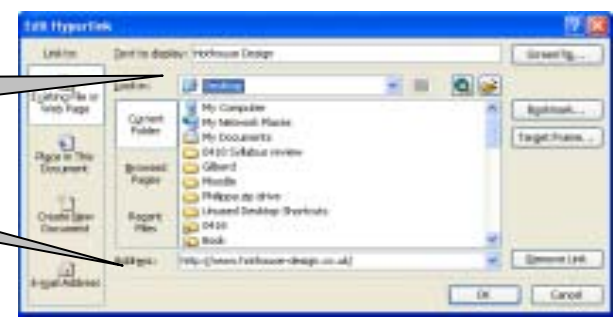 Edit Hyperlink
Link to:
Text to display: Hothouse Design
ScreenTip...
Existing File or
Web Page
Look in:
Desktop
Bookmark...
Target Frame...
Place in This
Document
Create New
Document
E-mail Address
Current
Folder
Browsed
Pages
Recent
Files
My Computer
My Network Places
My Documents
0410 Syllabus review
Gilberd
Moodle
Philippa zip drive
Unused Desktop Shortcuts
0410
Book
Address:
http://www.hothouse-design.co.uk/
Remove Link
OK
Cancel